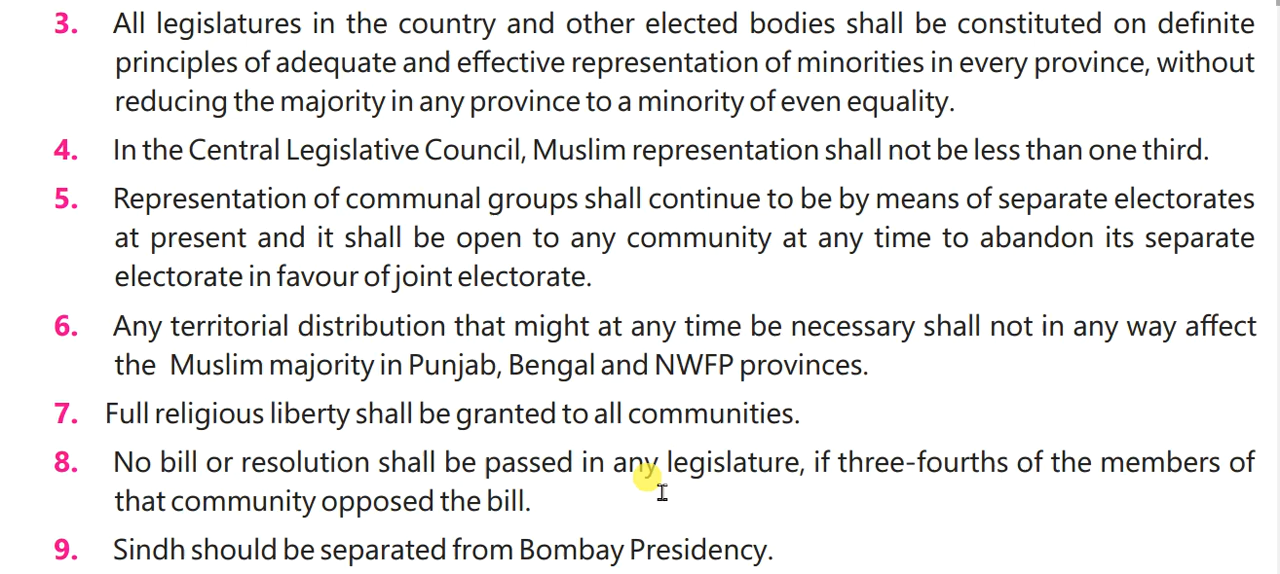 3. All legislatures in the country and other elected bodies shall be constituted on definite
principles of adequate and effective representation of minorities in every province, without
reducing the majority in any province to a minority of even equality.
4. In the Central Legislative Council, Muslim representation shall not be less than one third.
5. Representation of communal groups shall continue to be by means of separate electorates
at present and it shall be open to any community at any time to abandon its separate
electorate in favour of joint electorate.
6. Any territorial distribution that might at any time be necessary shall not in any way affect
the Muslim majority in Punjab, Bengal and NWFP provinces.
7. Full religious liberty shall be granted to all communities.
8. No bill or resolution shall be passed in any legislature, if three-fourths of the members of
that community opposed the bill.
9. Sindh should be separated from Bombay Presidency.